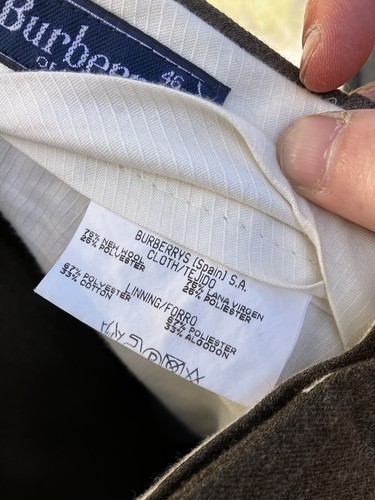 Burberrys
46
BURBERRYS (Spain) S.A.
CLOTH/TEJIDO
75% NEW WOOL
25% POLYESTER
75% LANA VIRGEN
25% POLIESTER
LINNING/FORRO
67% POLYESTER
33% COTTON
67% POLIESTER
33% ALGODON